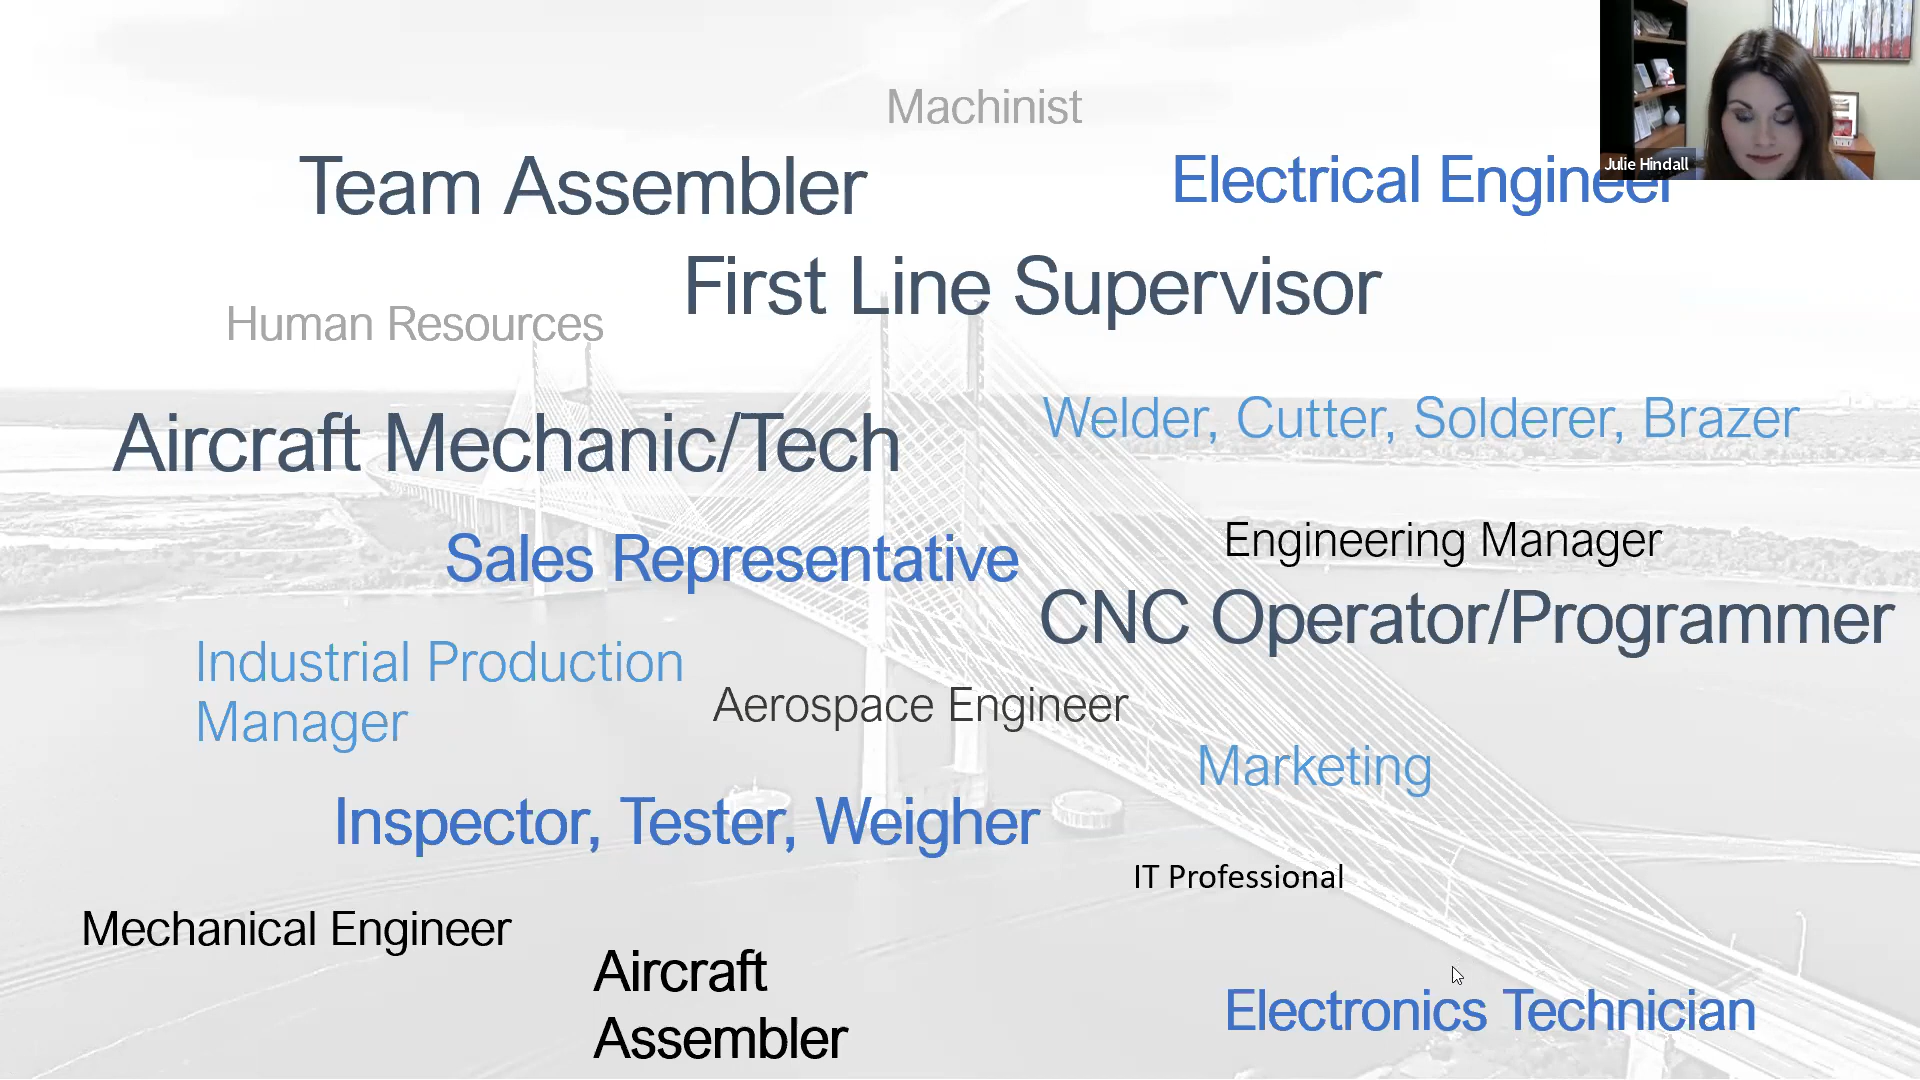 Machinist
Team Assembler
Electrical Engineer
Julie Hindall
First Line Supervisor
Human Resources
Aircraft Mechanic/Tech
Welder, Cutter, Solderer, Brazer
Sales Representative
Engineering Manager
CNC Operator/Programmer
Industrial Production
Manager
Aerospace Engineer
Marketing
Inspector, Tester, Weigher
IT Professional
Mechanical Engineer
Aircraft
Assembler
Electronics Technician